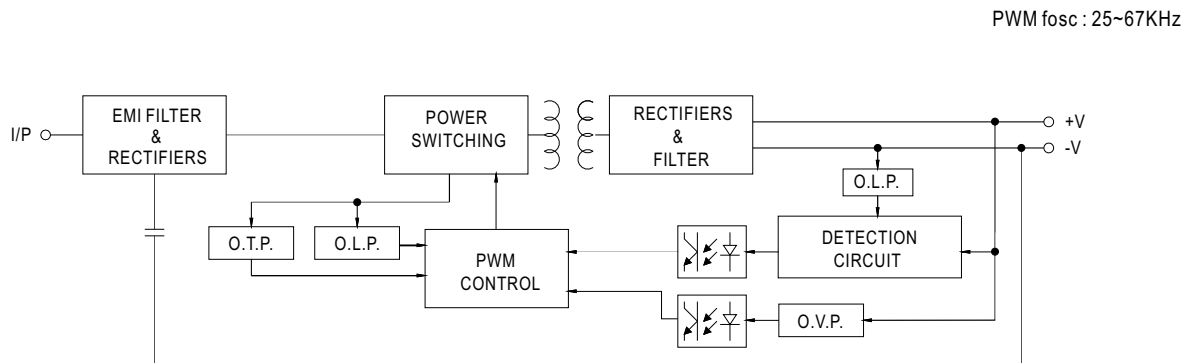 PWM fosc : 25~67KHz
I/P
EMI FILTER
&
RECTIFIERS
POWER
SWITCHING
RECTIFIERS
&
FILTER
+V
-V
O.L.P.
O.T.P.
O.L.P.
PWM
CONTROL
DETECTION
CIRCUIT
O.V.P.